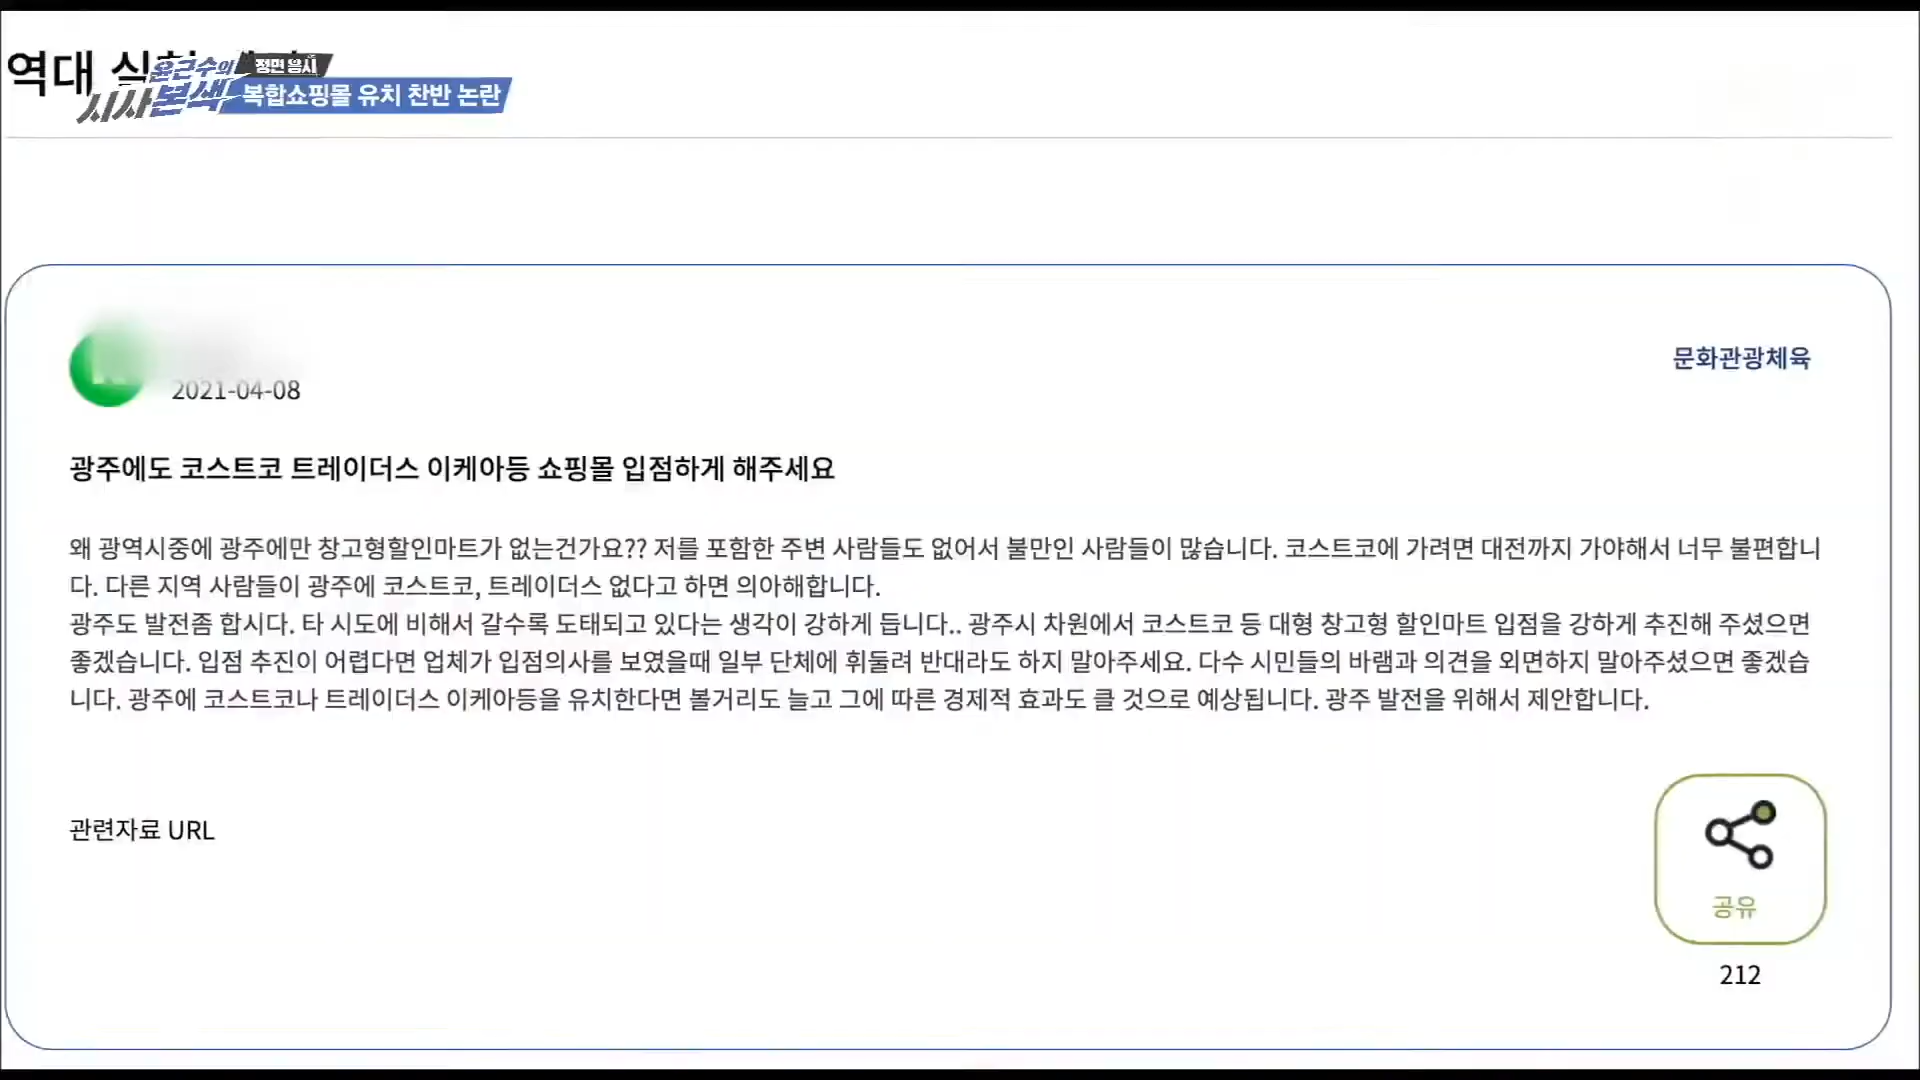 역대
윤근수의
시사본색
정면 응시
복합쇼핑몰 유치 찬반 논란
2021-04-08
문화관광체육
광주에도 코스트코 트레이더스 이케아등 쇼핑몰 입점하게 해주세요
왜 광역시중에 광주에만 창고형할인마트가 없는건가요?? 저를 포함한 주변 사람들도 없어서 불만인 사람들이 많습니다. 코스트코에 가려면 대전까지 가야해서 너무 불편합니
다. 다른 지역 사람들이 광주에 코스트코, 트레이더스 없다고 하면 의아해합니다.
광주도 발전좀 합시다. 타 시도에 비해서 갈수록 도태되고 있다는 생각이 강하게 듭니다.. 광주시 차원에서 코스트코 등 대형 창고형 할인마트 입점을 강하게 추진해 주셨으면
좋겠습니다. 입점 추진이 어렵다면 업체가 입점의사를 보였을때 일부 단체에 휘둘려 반대라도 하지 말아주세요. 다수 시민들의 바램과 의견을 외면하지 말아주셨으면 좋겠습
니다. 광주에 코스트코나 트레이더스 이케아등을 유치한다면 볼거리도 늘고 그에 따른 경제적 효과도 클 것으로 예상됩니다. 광주 발전을 위해서 제안합니다.
관련자료 URL
공유
212